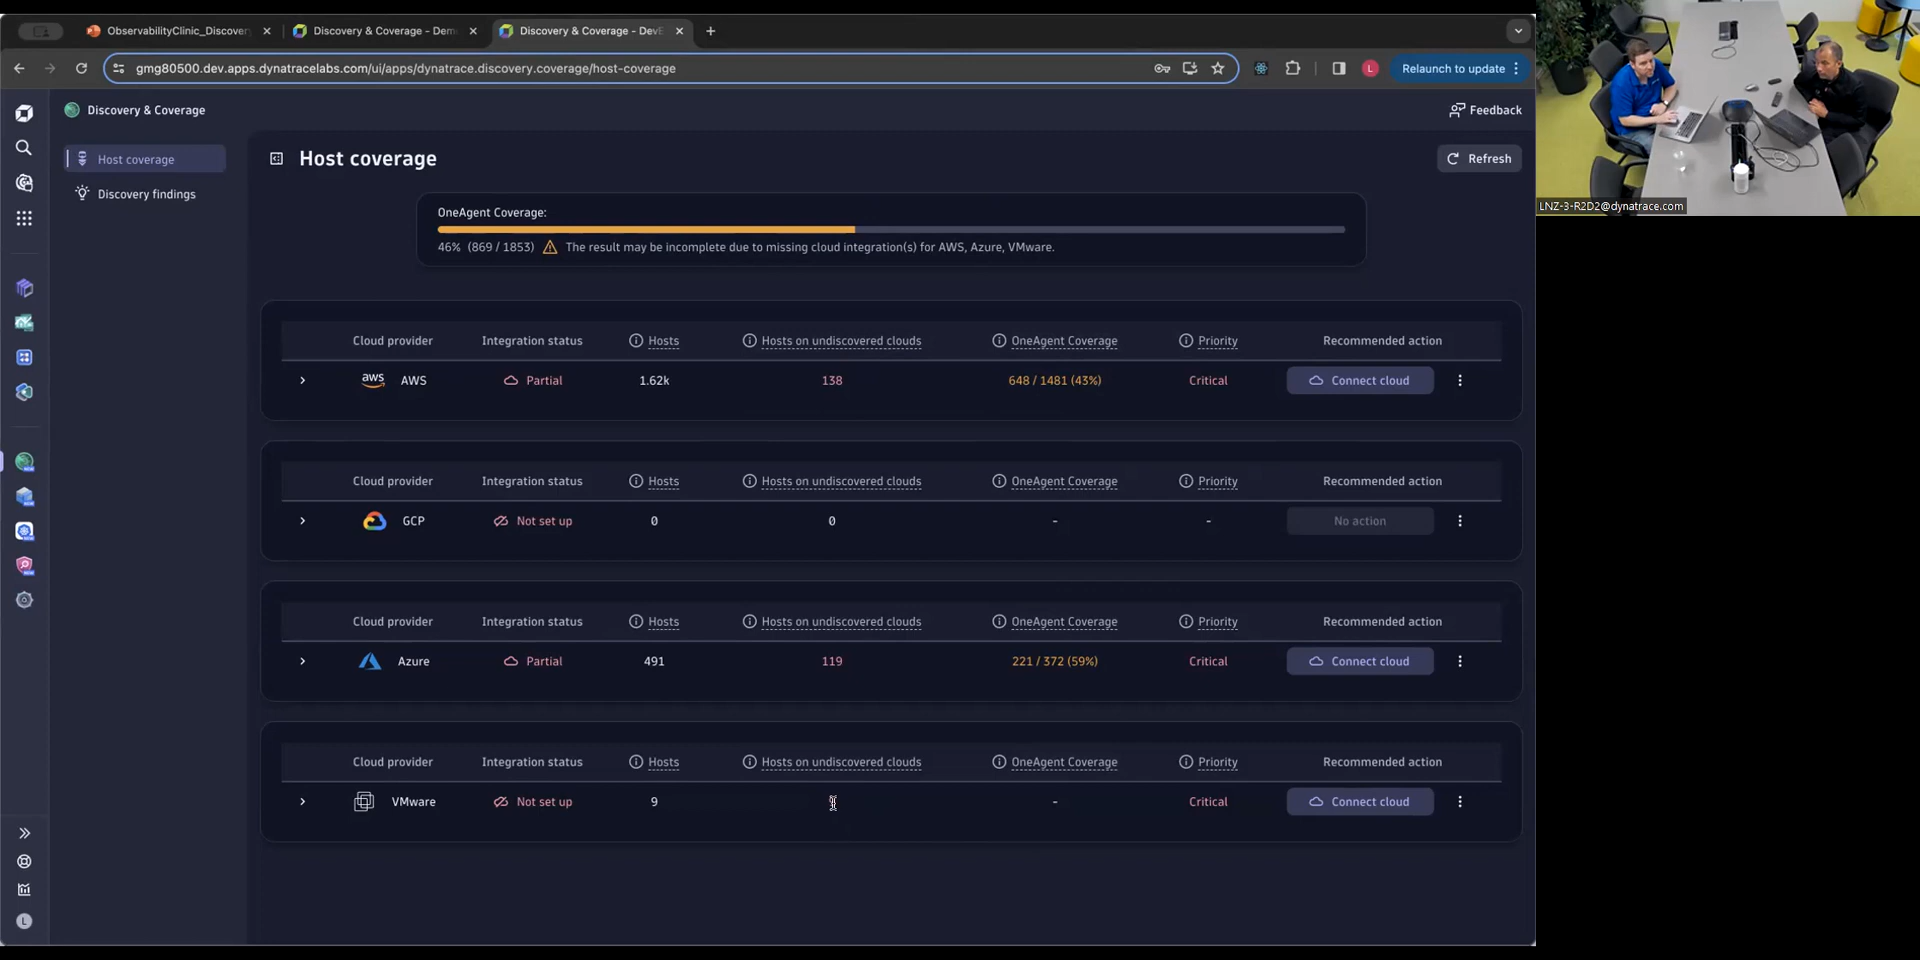 ObservabilityClinic_Discover
Discovery & Coverage - Dem
Discovery & Coverage - DevE
gmg80500.dev.apps.dynatracelabs.com/ui/apps/dynatrace.discovery.coverage/host-coverage
L
Relaunch to update
Discovery & Coverage
Feedback
Host coverage
Discovery findings
Host coverage
Refresh
OneAgent Coverage:
46% (869 / 1853) The result may be incomplete due to missing cloud integration(s) for AWS, Azure, VMware.
Cloud provider Integration status Hosts Hosts on undiscovered clouds OneAgent Coverage Priority Recommended action
aws AWS Partial 1.62k 138 648 / 1481 (43%) Critical Connect cloud
Cloud provider Integration status Hosts Hosts on undiscovered clouds OneAgent Coverage Priority Recommended action
GCP Not set up 0 0 - - No action
Cloud provider Integration status Hosts Hosts on undiscovered clouds OneAgent Coverage Priority Recommended action
Azure Partial 491 119 221 / 372 (59%) Critical Connect cloud
Cloud provider Integration status Hosts Hosts on undiscovered clouds OneAgent Coverage Priority Recommended action
VMware Not set up 9 - Critical Connect cloud
L
LNZ-3-R2D2@dynatrace.com